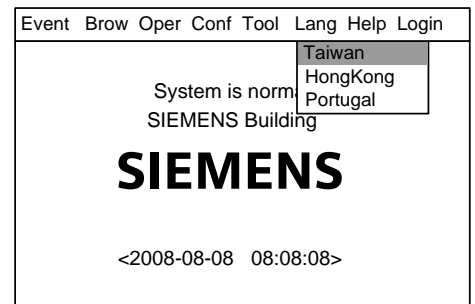 Event Brow Oper Conf Tool Lang Help Login
Taiwan
HongKong
Portugal
System is norma
SIEMENS Building
SIEMENS
<2008-08-08 08:08:08>